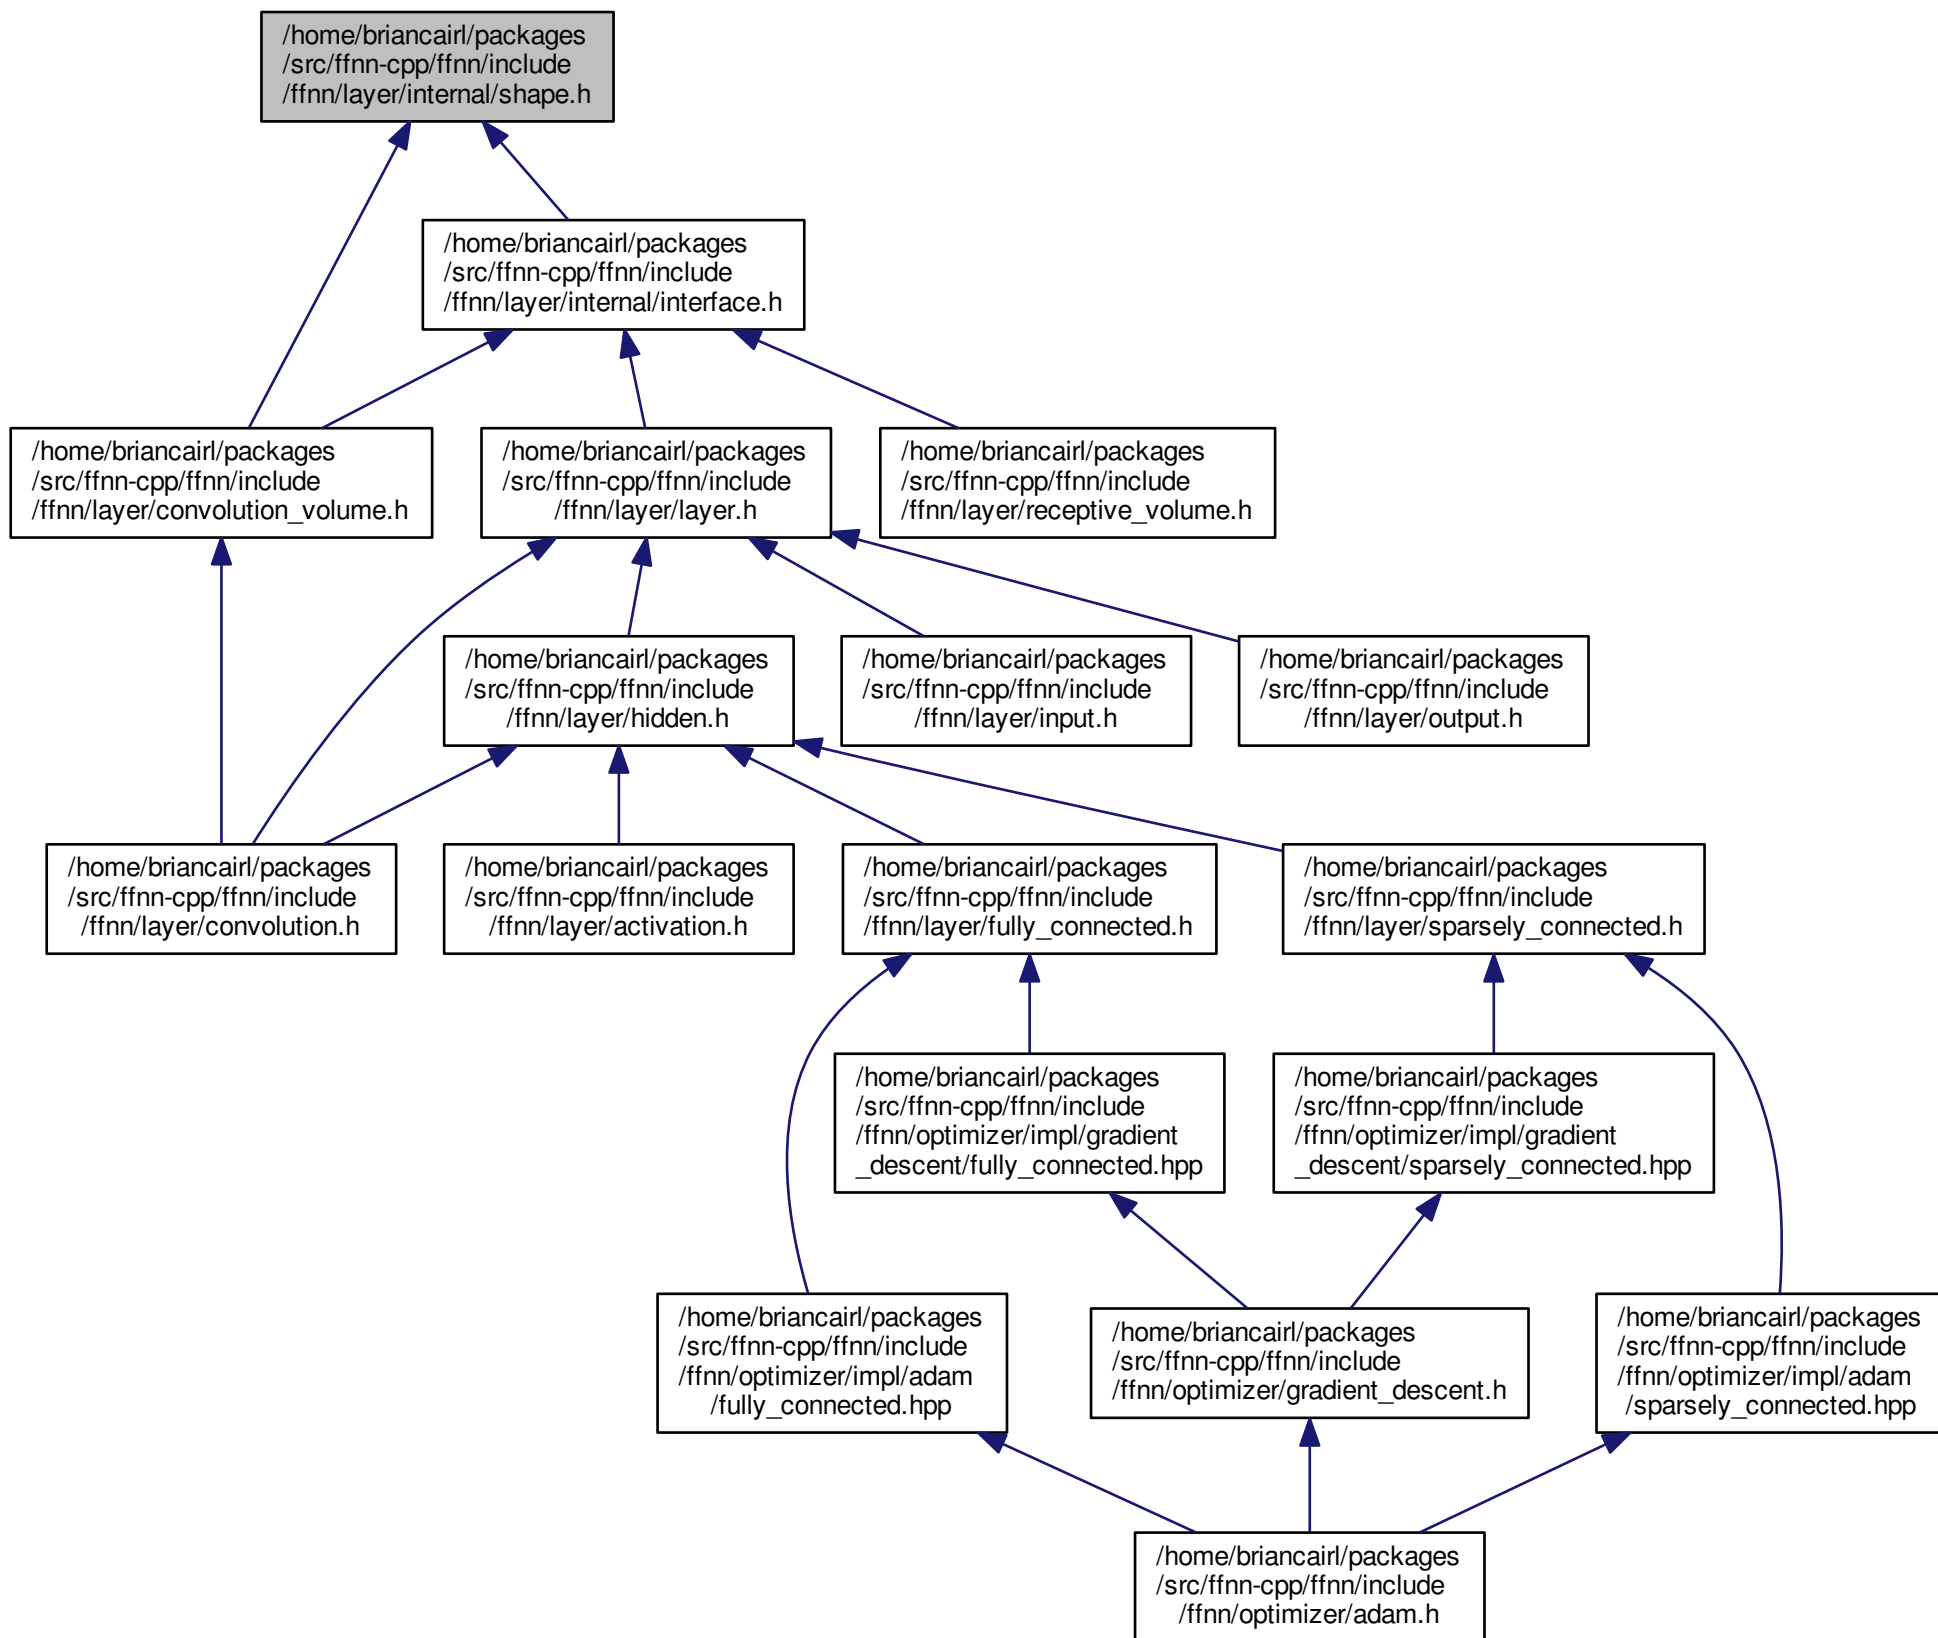 /home/briancairl/packages
/src/ffnn-cpp/ffnn/include
/ffnn/layer/internal/shape.h
/home/briancairl/packages
/src/ffnn-cpp/ffnn/include
/ffnn/layer/internal/interface.h
/home/briancairl/packages
/src/ffnn-cpp/ffnn/include
/ffnn/layer/convolution_volume.h
/home/briancairl/packages
/src/ffnn-cpp/ffnn/include
/ffnn/layer/layer.h
/home/briancairl/packages
/src/ffnn-cpp/ffnn/include
/ffnn/layer/receptive_volume.h
/home/briancairl/packages
/src/ffnn-cpp/ffnn/include
/ffnn/layer/hidden.h
/home/briancairl/packages
/src/ffnn-cpp/ffnn/include
/ffnn/layer/input.h
/home/briancairl/packages
/src/ffnn-cpp/ffnn/include
/ffnn/layer/output.h
/home/briancairl/packages
/src/ffnn-cpp/ffnn/include
/ffnn/layer/convolution.h
/home/briancairl/packages
/src/ffnn-cpp/ffnn/include
/ffnn/layer/activation.h
/home/briancairl/packages
/src/ffnn-cpp/ffnn/include
/ffnn/layer/fully_connected.h
/home/briancairl/packages
/src/ffnn-cpp/ffnn/include
/ffnn/layer/sparsely_connected.h
/home/briancairl/packages
/src/ffnn-cpp/ffnn/include
/ffnn/optimizer/impl/gradient
_descent/fully_connected.hpp
/home/briancairl/packages
/src/ffnn-cpp/ffnn/include
/ffnn/optimizer/impl/gradient
_descent/sparsely_connected.hpp
/home/briancairl/packages
/src/ffnn-cpp/ffnn/include
/ffnn/optimizer/impl/adam
/fully_connected.hpp
/home/briancairl/packages
/src/ffnn-cpp/ffnn/include
/ffnn/optimizer/gradient_descent.h
/home/briancairl/packages
/src/ffnn-cpp/ffnn/include
/ffnn/optimizer/impl/adam
/sparsely_connected.hpp
/home/briancairl/packages
/src/ffnn-cpp/ffnn/include
/ffnn/optimizer/adam.h